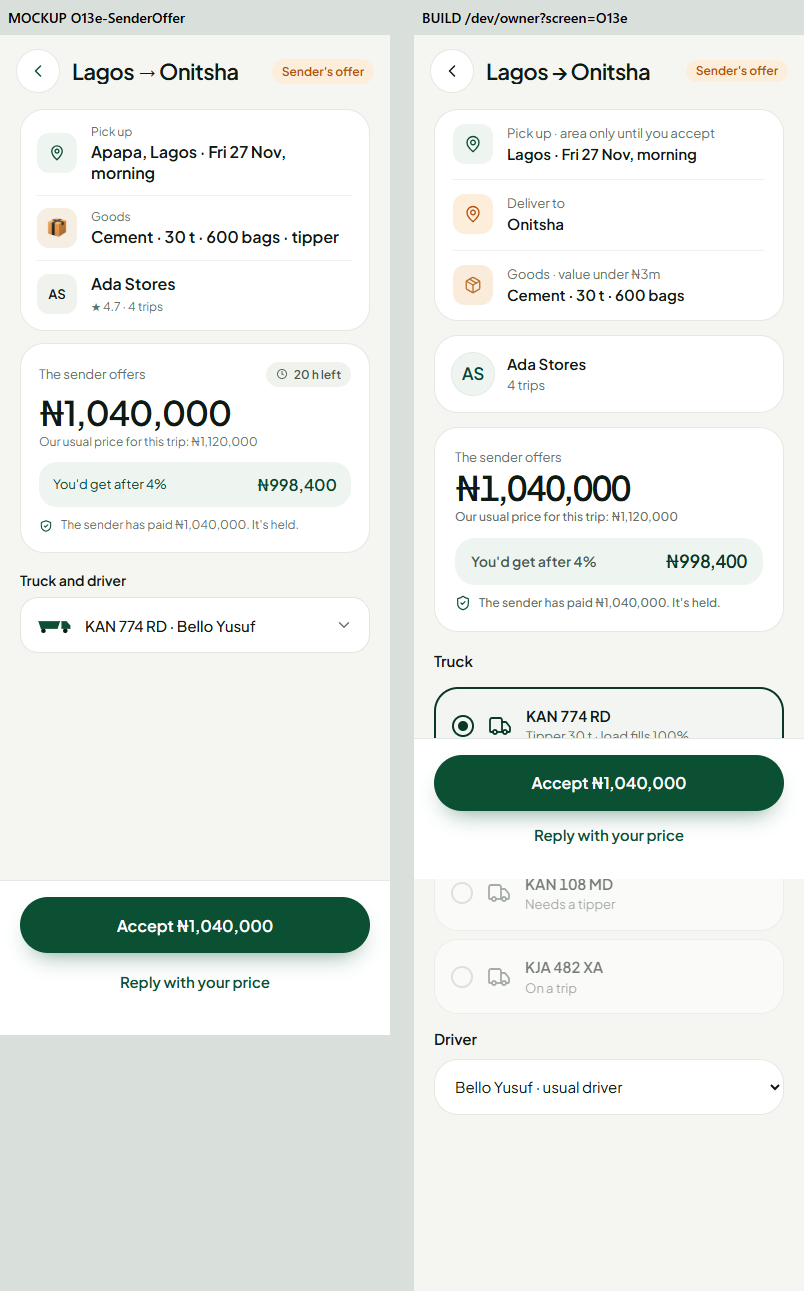 MOCKUP O13e-SenderOffer
Lagos → Onitsha
Sender's offer
Pick up
Apapa, Lagos · Fri 27 Nov,
morning
Goods
Cement · 30 t · 600 bags · tipper
AS
Ada Stores
★ 4.7 · 4 trips
The sender offers
20 h left
₦1,040,000
Our usual price for this trip: ₦1,120,000
You'd get after 4%
₦998,400
The sender has paid ₦1,040,000. It's held.
Truck and driver
KAN 774 RD · Bello Yusuf
Accept ₦1,040,000
Reply with your price
BUILD /dev/owner?screen=O13e
Lagos → Onitsha
Sender's offer
Pick up · area only until you accept
Lagos · Fri 27 Nov, morning
Deliver to
Onitsha
Goods · value under ₦3m
Cement · 30 t · 600 bags
AS
Ada Stores
4 trips
The sender offers
₦1,040,000
Our usual price for this trip: ₦1,120,000
You'd get after 4%
₦998,400
The sender has paid ₦1,040,000. It's held.
Truck
KAN 774 RD
Tipper 30 t · load fills 100%
Accept ₦1,040,000
Reply with your price
KAN 108 MD
Needs a tipper
KJA 482 XA
On a trip
Driver
Bello Yusuf · usual driver